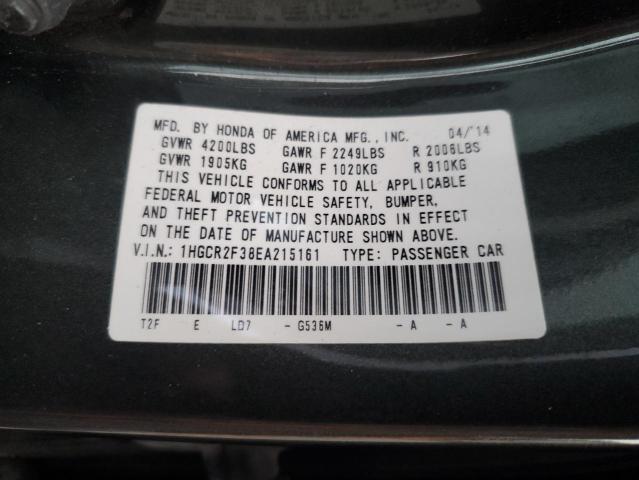 MFD. BY HONDA OF AMERICA MFG., INC. 04/'14
GVWR 4200LBS GAWR F 2249LBS R 2006LBS
GVWR 1905KG GAWR F 1020KG R 910KG
THIS VEHICLE CONFORMS TO ALL APPLICABLE
FEDERAL MOTOR VEHICLE SAFETY, BUMPER,
AND THEFT PREVENTION STANDARDS IN EFFECT
ON THE DATE OF MANUFACTURE SHOWN ABOVE.
V.I.N.: 1HGCR2F38EA215161 TYPE: PASSENGER CAR
T2F E LD7 - G536M - A - A